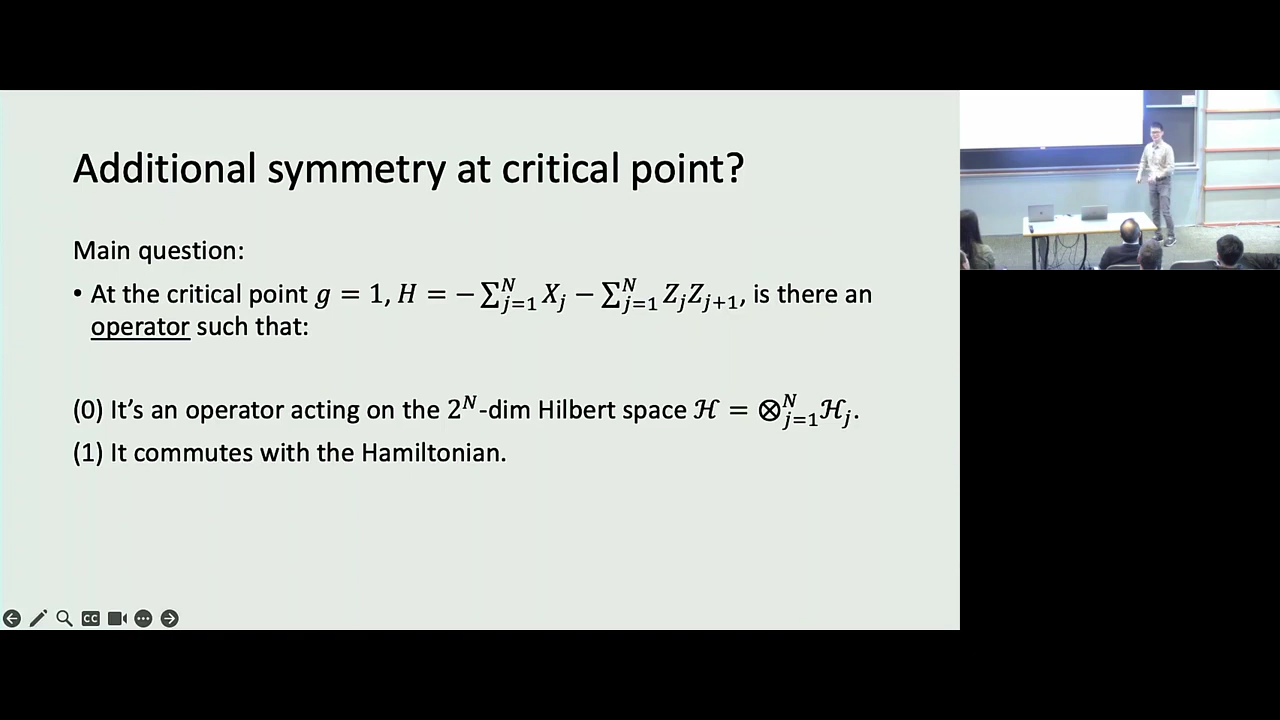 Additional symmetry at critical point?
Main question:
• At the critical point g = 1, H = −∑_{j=1}^{N} X_j − ∑_{j=1}^{N} Z_j Z_{j+1}, is there an
operator such that:
(0) It’s an operator acting on the 2^N-dim Hilbert space ℋ = ⊗_{j=1}^{N} ℋ_j.
(1) It commutes with the Hamiltonian.
CC